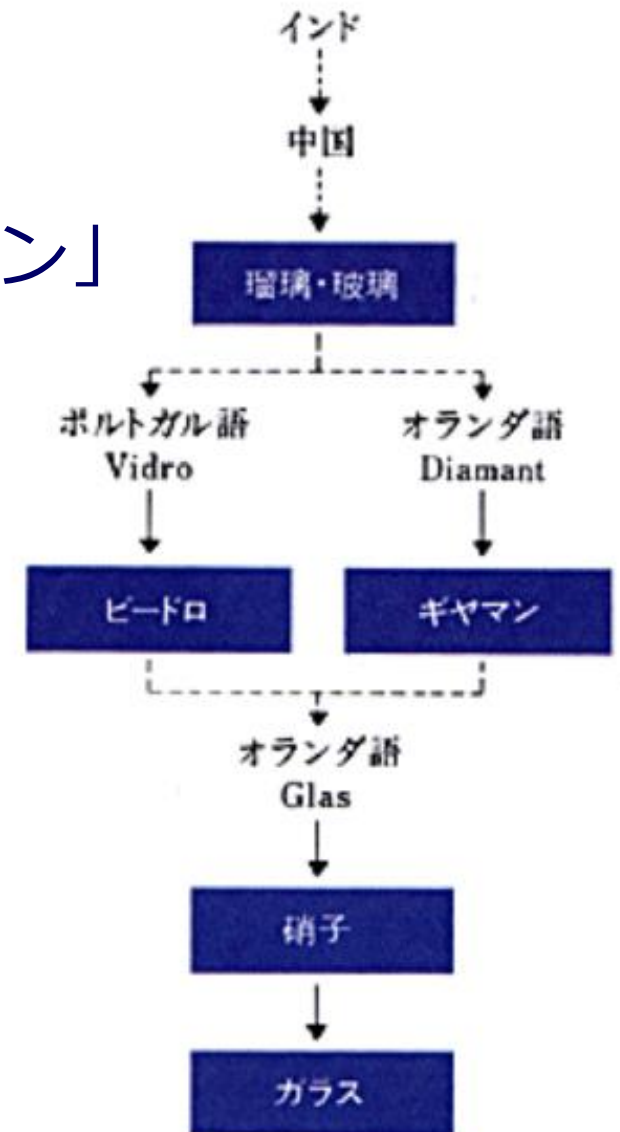 インド
中国
ン」
瑠璃・玻璃
ポルトガル語
Vidro
オランダ語
Diamant
ビードロ
ギヤマン
オランダ語
Glas
硝子
ガラス